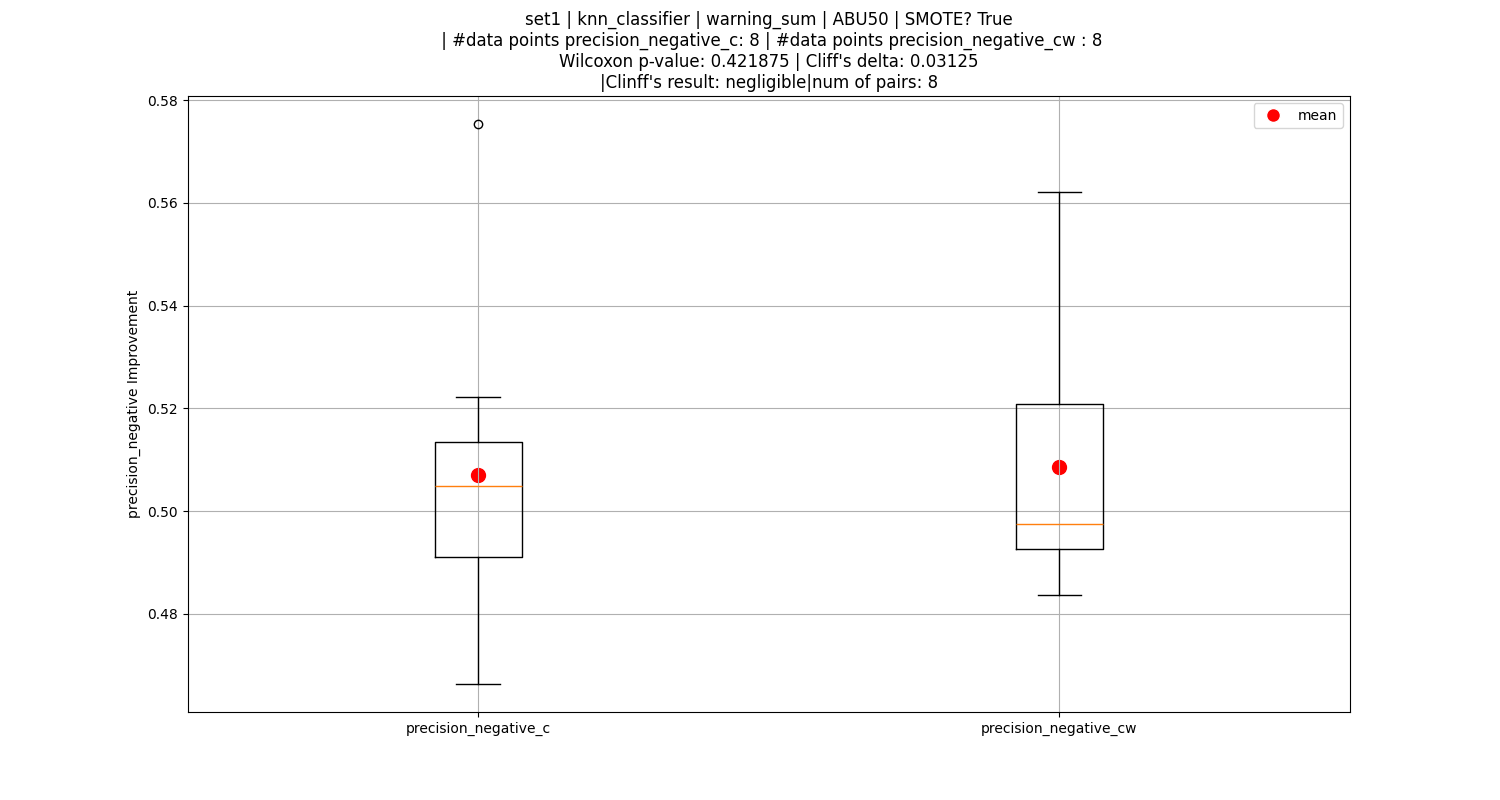 set1 | knn_classifier | warning_sum | ABU50 | SMOTE? True
| #data points precision_negative_c: 8 | #data points precision_negative_cw : 8
Wilcoxon p-value: 0.421875 | Cliff's delta: 0.03125
|Clinff's result: negligible|num of pairs: 8
mean
0.58
0.56
0.54
0.52
0.50
0.48
precision_negative Improvement
precision_negative_c
precision_negative_cw